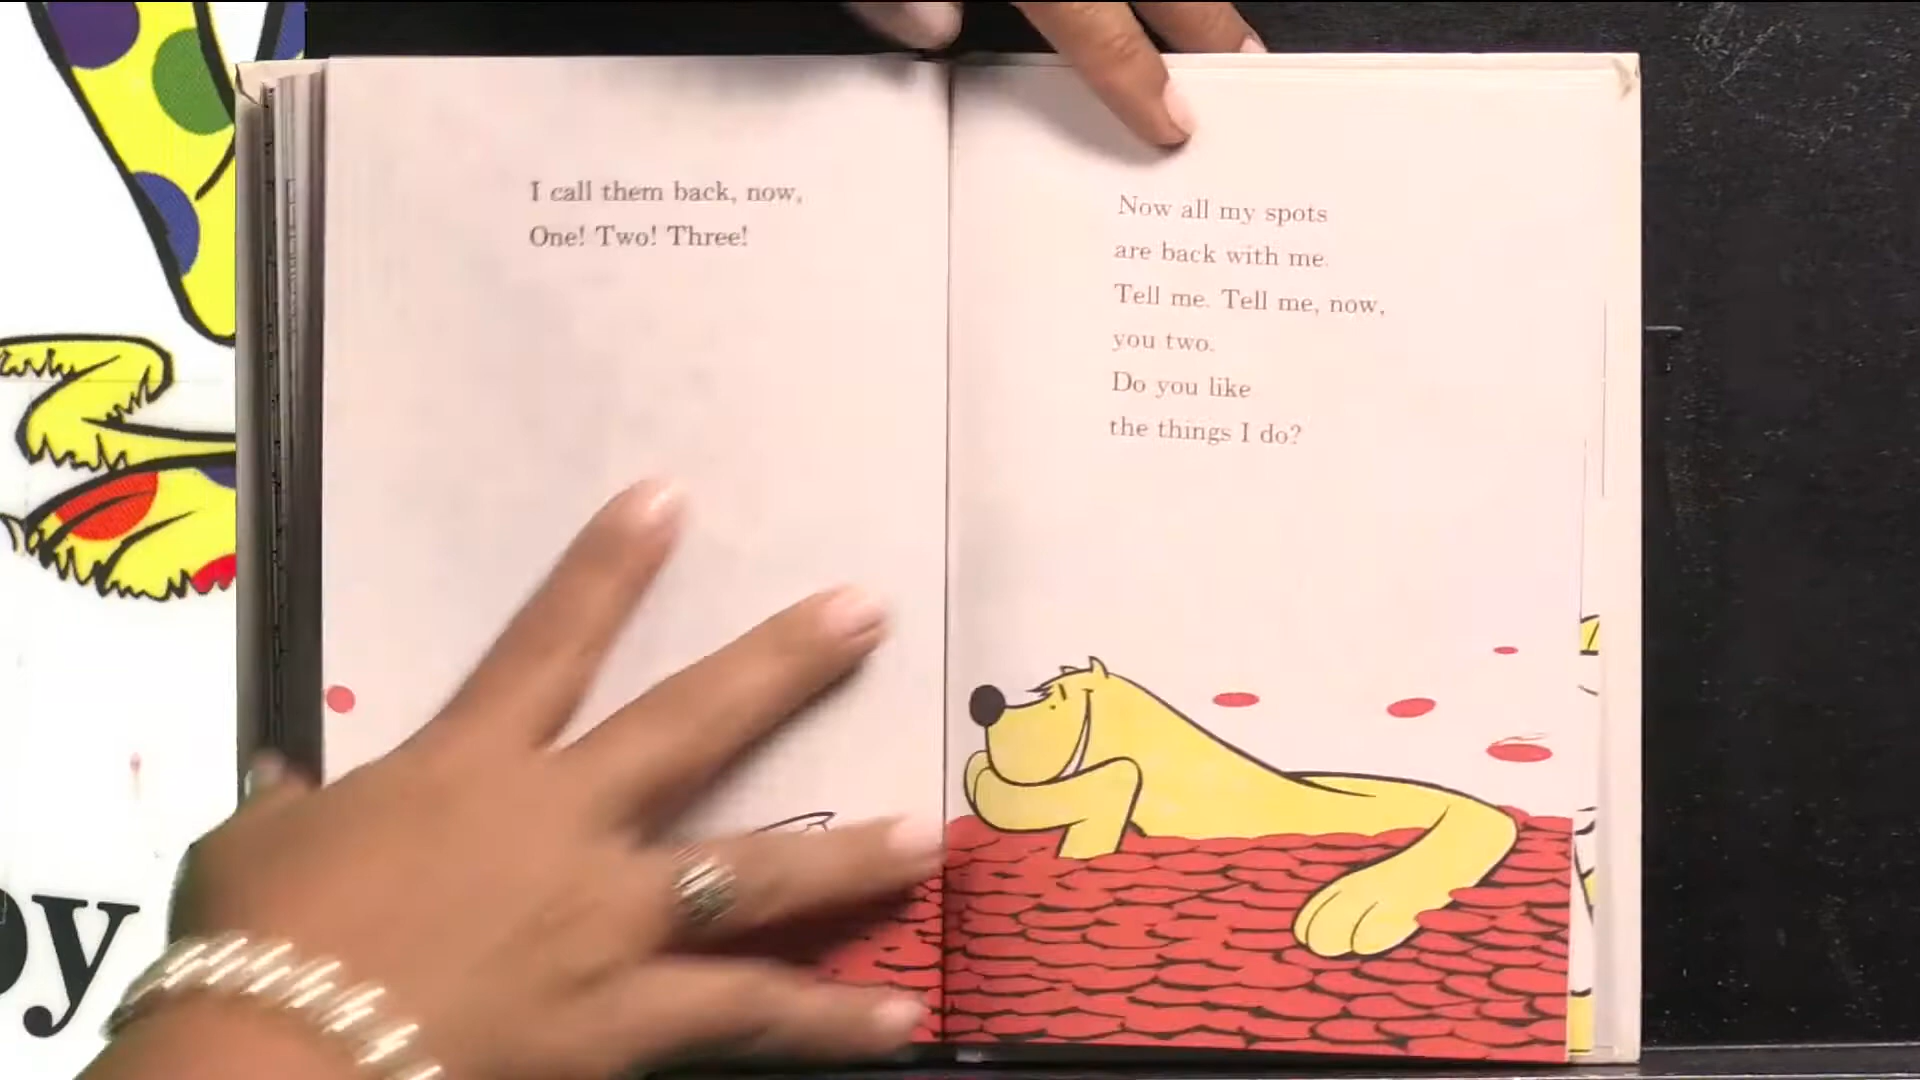 I call them back, now,
One! Two! Three!
Now all my spots
are back with me.
Tell me. Tell me, now,
you two.
Do you like
the things I do?